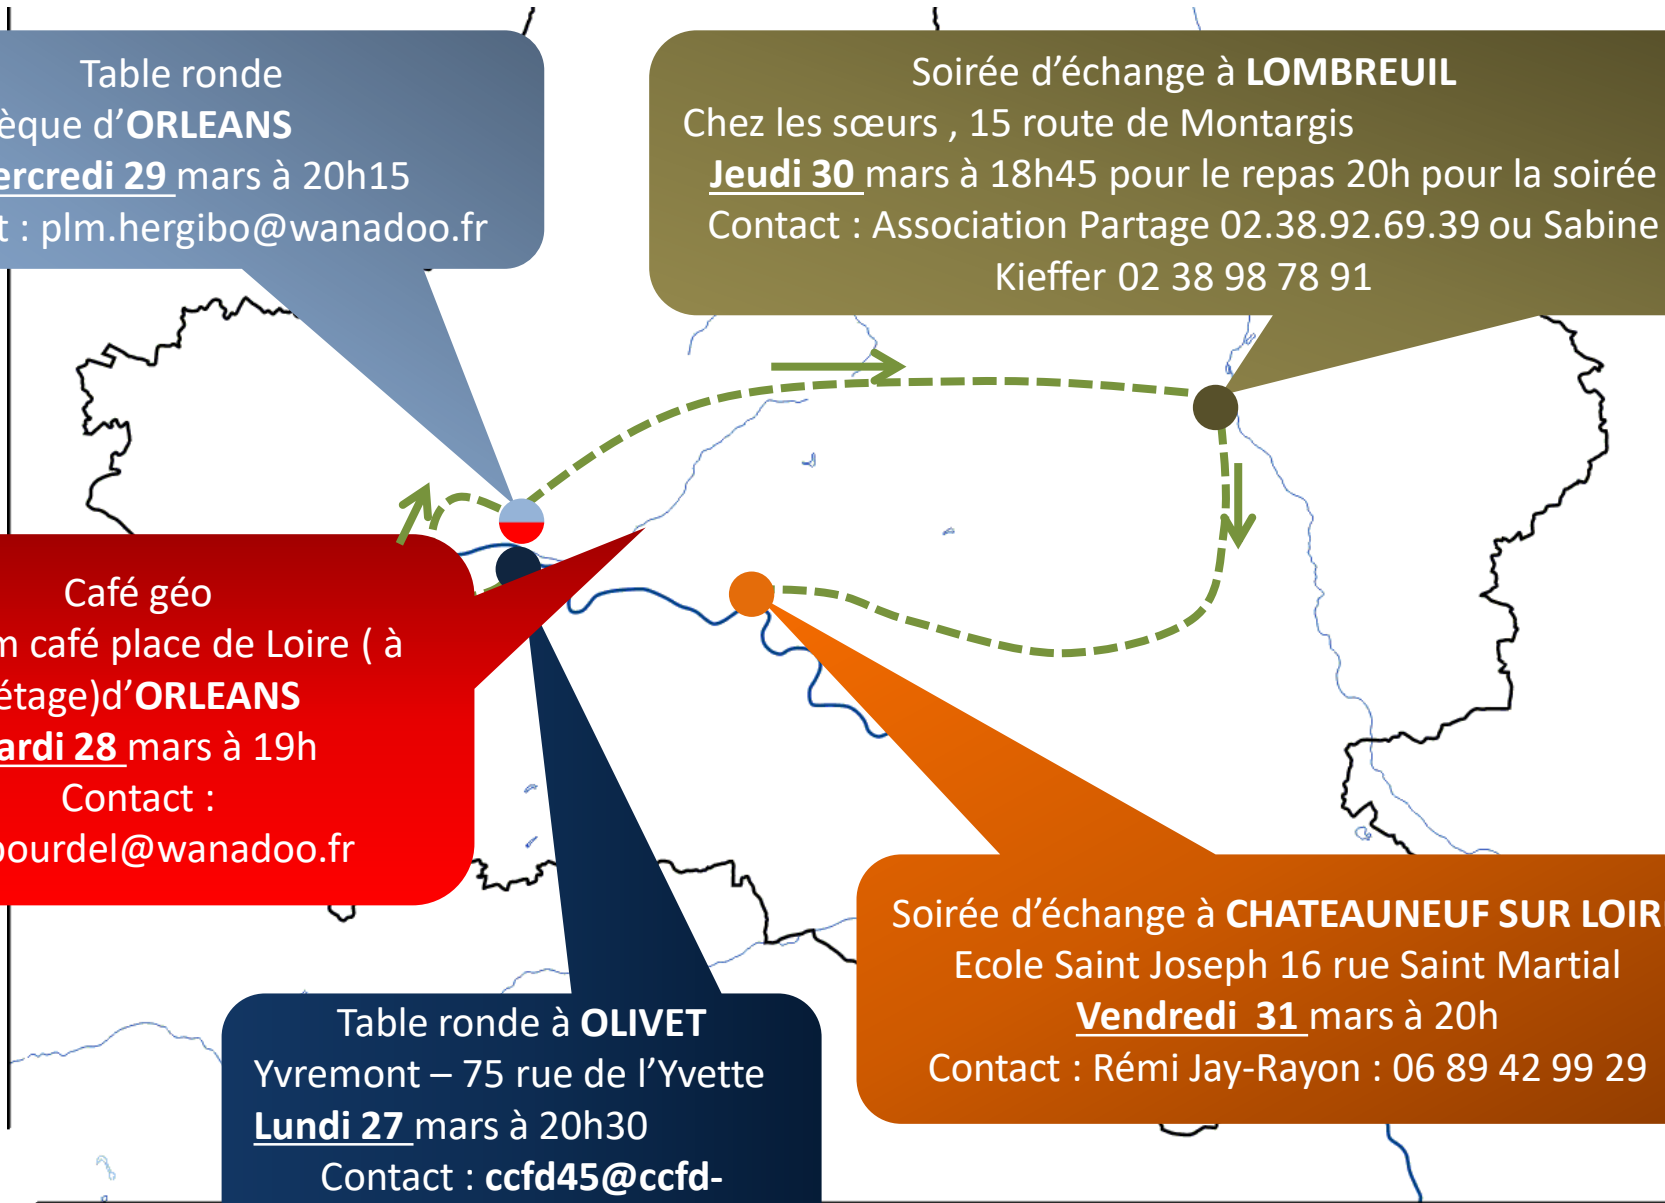 Table ronde
èque d’ORLEANS
ercredi 29 mars à 20h15
t : plm.hergibo@wanadoo.fr
Soirée d’échange à LOMBREUIL
Chez les sœurs , 15 route de Montargis
Jeudi 30 mars à 18h45 pour le repas 20h pour la soirée
Contact : Association Partage 02.38.92.69.39 ou Sabine
Kieffer 02 38 98 78 91
Café géo
m café place de Loire ( à
étage)d’ORLEANS
ardi 28 mars à 19h
Contact :
bourdel@wanadoo.fr
Table ronde à OLIVET
Yvremont – 75 rue de l’Yvette
Lundi 27 mars à 20h30
Contact : ccfd45@ccfd-
Soirée d’échange à CHATEAUNEUF SUR LOIR
Ecole Saint Joseph 16 rue Saint Martial
Vendredi 31 mars à 20h
Contact : Rémi Jay-Rayon : 06 89 42 99 29